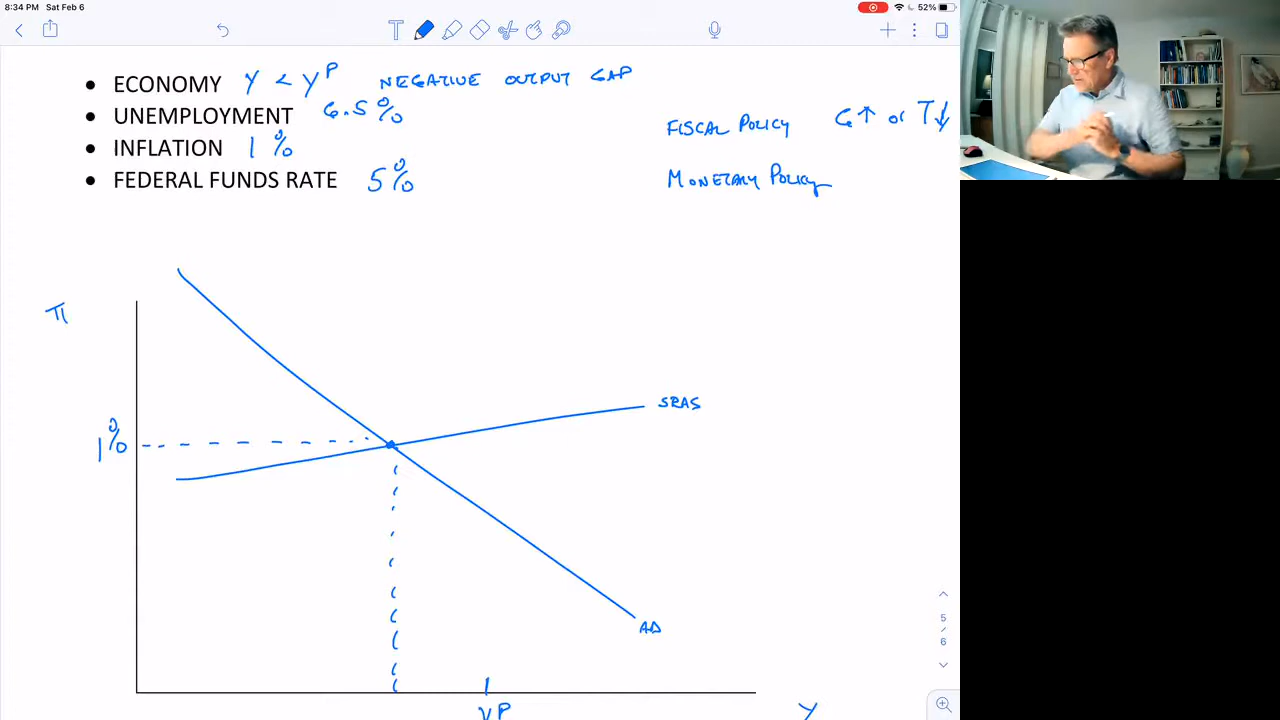 8:34 PM Sat Feb 6
52%
T
• ECONOMY Y < Y^P NEGATIVE OUTPUT GAP
• UNEMPLOYMENT 6.5%
FISCAL POLICY G↑ or T↓
• INFLATION 1%
• FEDERAL FUNDS RATE 5%
MONETARY POLICY
π
SRAS
1%
AD
5
6
Y^P
Y